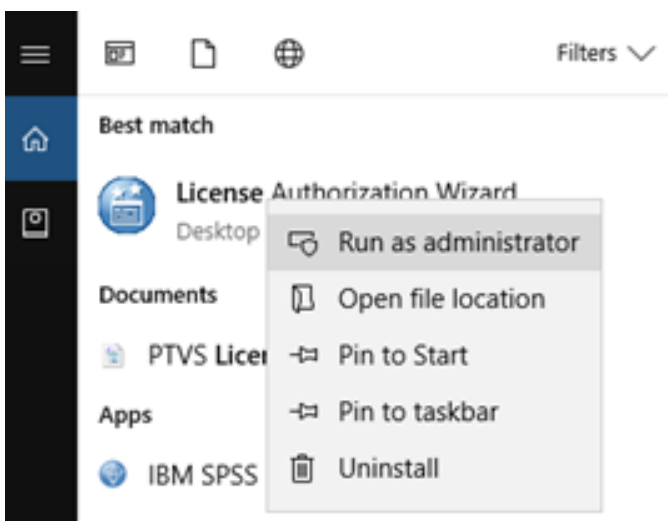 Filters
Best match
License Authorization Wizard
Desktop
Run as administrator
Documents
Open file location
PTVS Licen
Pin to Start
Apps
Pin to taskbar
IBM SPSS
Uninstall